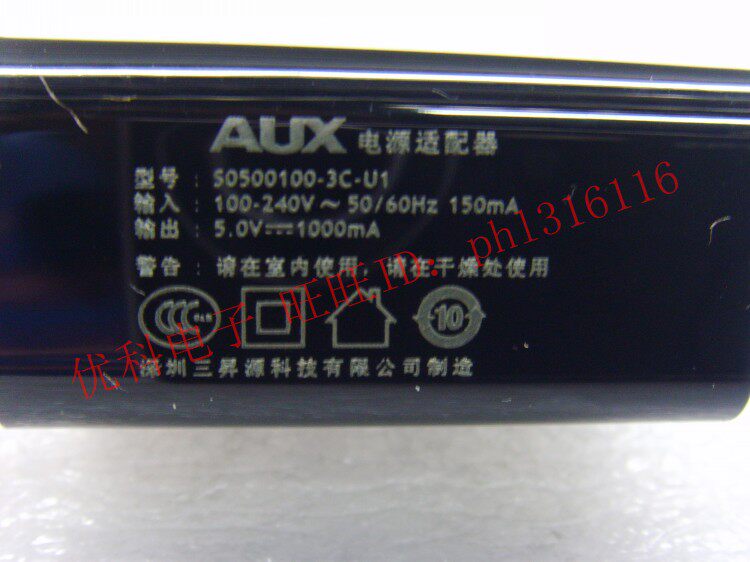 AUX 电源适配器
型号 : S0500100-3C-U1
输入 : 100-240V ~ 50/60Hz 150mA
输出 : 5.0V⎓1000mA
警告 : 请在室内使用, 请在干燥处使用
10
深圳三昇源科技有限公司制造
优科电子 旺旺ID: ph1316116